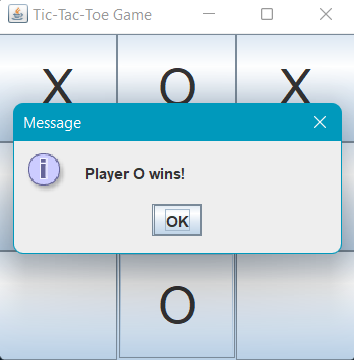 Tic-Tac-Toe Game
X O X
Message
Player O wins!
OK
O